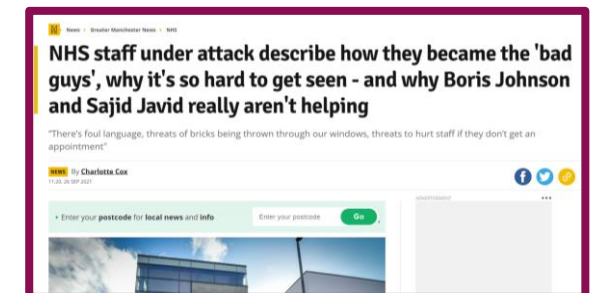 News › Greater Manchester News › NHS
NHS staff under attack describe how they became the 'bad
guys', why it's so hard to get seen - and why Boris Johnson
and Sajid Javid really aren't helping
"There's foul language, threats of bricks being thrown through our windows, threats to hurt staff if they don't get an
appointment"
NEWS By Charlotte Cox
11:20, 26 SEP 2021
ADVERTISEMENT
Enter your postcode for local news and info
Enter your postcode
Go